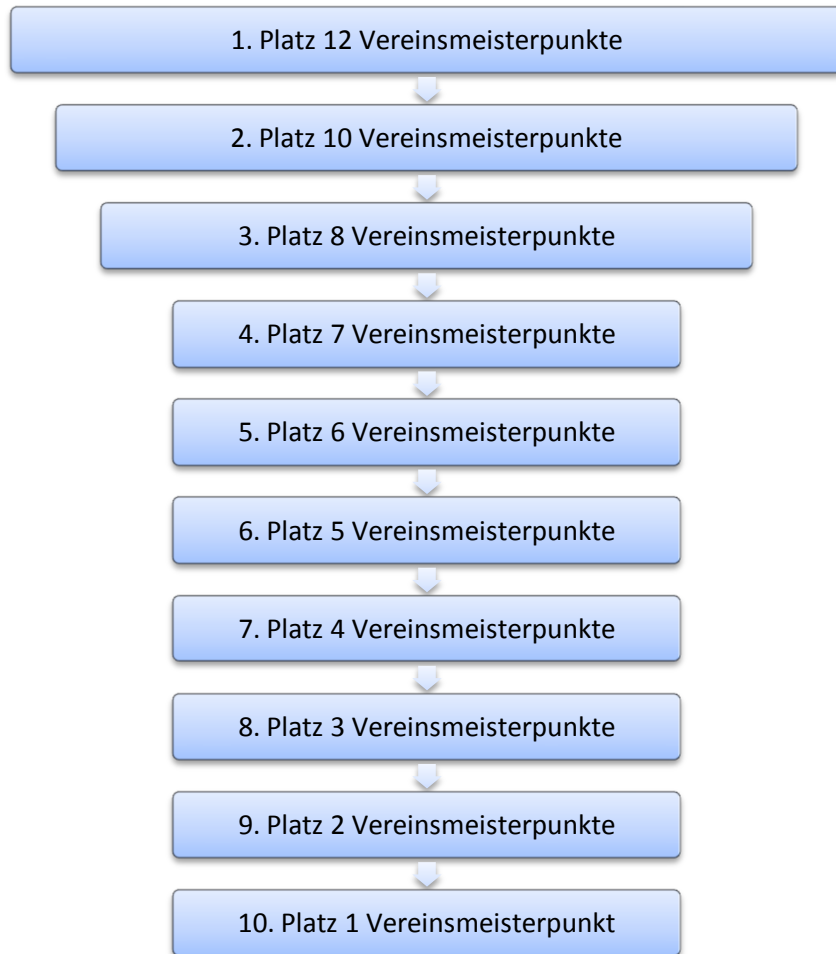 1. Platz 12 Vereinsmeisterpunkte
2. Platz 10 Vereinsmeisterpunkte
3. Platz 8 Vereinsmeisterpunkte
4. Platz 7 Vereinsmeisterpunkte
5. Platz 6 Vereinsmeisterpunkte
6. Platz 5 Vereinsmeisterpunkte
7. Platz 4 Vereinsmeisterpunkte
8. Platz 3 Vereinsmeisterpunkte
9. Platz 2 Vereinsmeisterpunkte
10. Platz 1 Vereinsmeisterpunkt